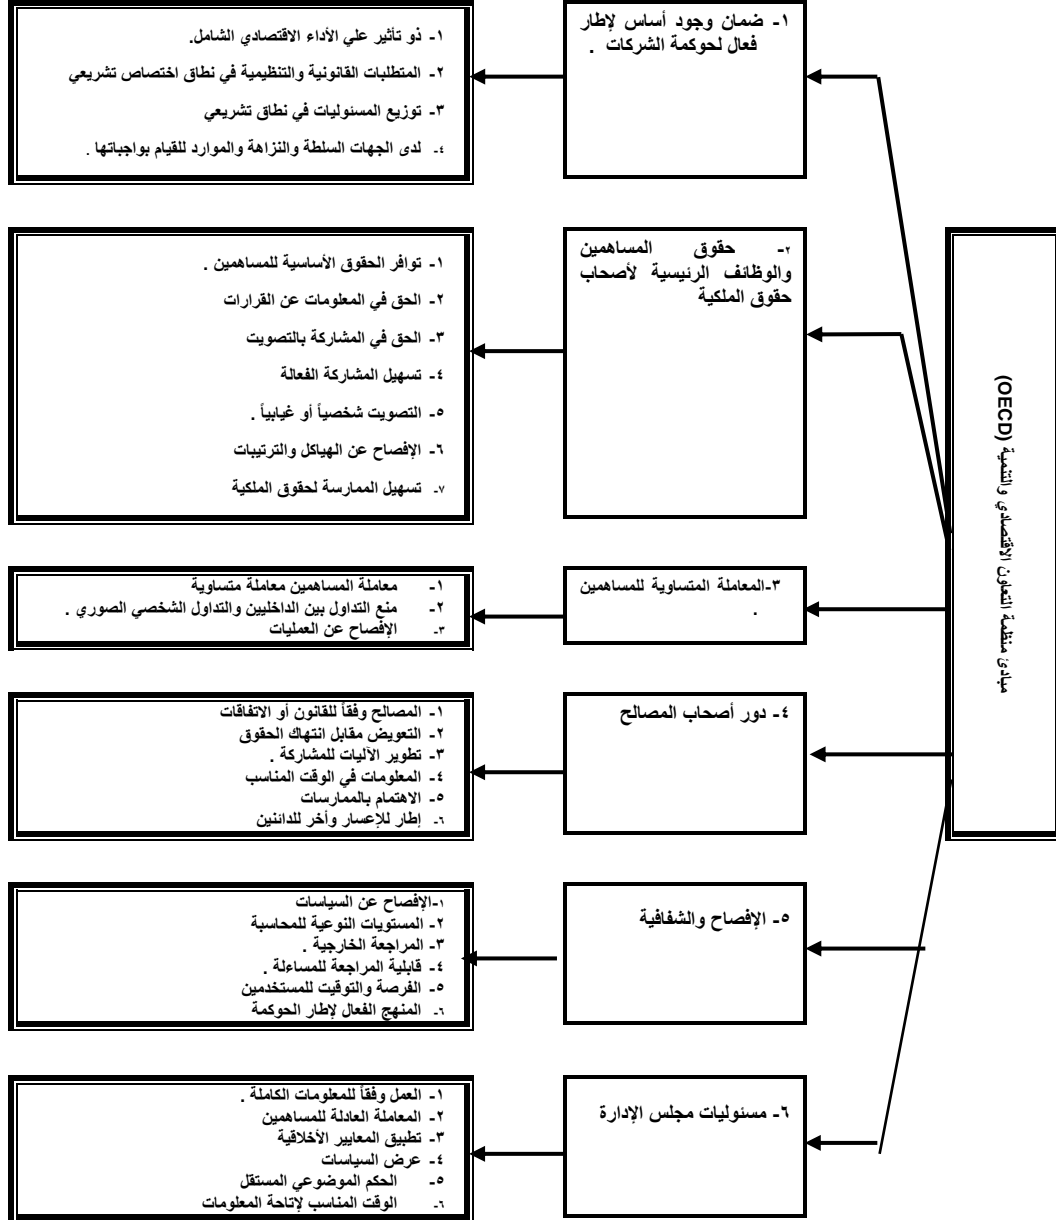 مبادئ منظمة التعاون الاقتصادي والتنمية (OECD)
١- ضمان وجود أساس لإطار
فعال لحوكمة الشركات .
١- ذو تأثير علي الأداء الاقتصادي الشامل.
٢- المتطلبات القانونية والتنظيمية في نطاق اختصاص تشريعي
٣- توزيع المسئوليات في نطاق تشريعي
٤- لدى الجهات السلطة والنزاهة والموارد للقيام بواجباتها .
٢- حقوق المساهمين
والوظائف الرئيسية لأصحاب
حقوق الملكية
١- توافر الحقوق الأساسية للمساهمين .
٢- الحق في المعلومات عن القرارات
٣- الحق في المشاركة بالتصويت
٤- تسهيل المشاركة الفعالة
٥- التصويت شخصياً أو غيابياً .
٦- الإفصاح عن الهياكل والترتيبات
٧- تسهيل الممارسة لحقوق الملكية
٣-المعاملة المتساوية للمساهمين
.
١- معاملة المساهمين معاملة متساوية
٢- منع التداول بين الداخليين والتداول الشخصي الصوري .
٣- الإفصاح عن العمليات
٤- دور أصحاب المصالح
١- المصالح وفقاً للقانون أو الاتفاقات
٢- التعويض مقابل انتهاك الحقوق
٣- تطوير الآليات للمشاركة .
٤- المعلومات في الوقت المناسب
٥- الاهتمام بالممارسات
٦- إطار للإعسار وأخر للدائنين
٥- الإفصاح والشفافية
١-الإفصاح عن السياسات
٢- المستويات النوعية للمحاسبة
٣- المراجعة الخارجية .
٤- قابلية المراجعة للمساءلة .
٥- الفرصة والتوقيت للمستخدمين
٦- المنهج الفعال لإطار الحوكمة
٦- مسئوليات مجلس الإدارة
١- العمل وفقاً للمعلومات الكاملة .
٢- المعاملة العادلة للمساهمين
٣- تطبيق المعايير الأخلاقية
٤- عرض السياسات
٥- الحكم الموضوعي المستقل
٦- الوقت المناسب لإتاحة المعلومات